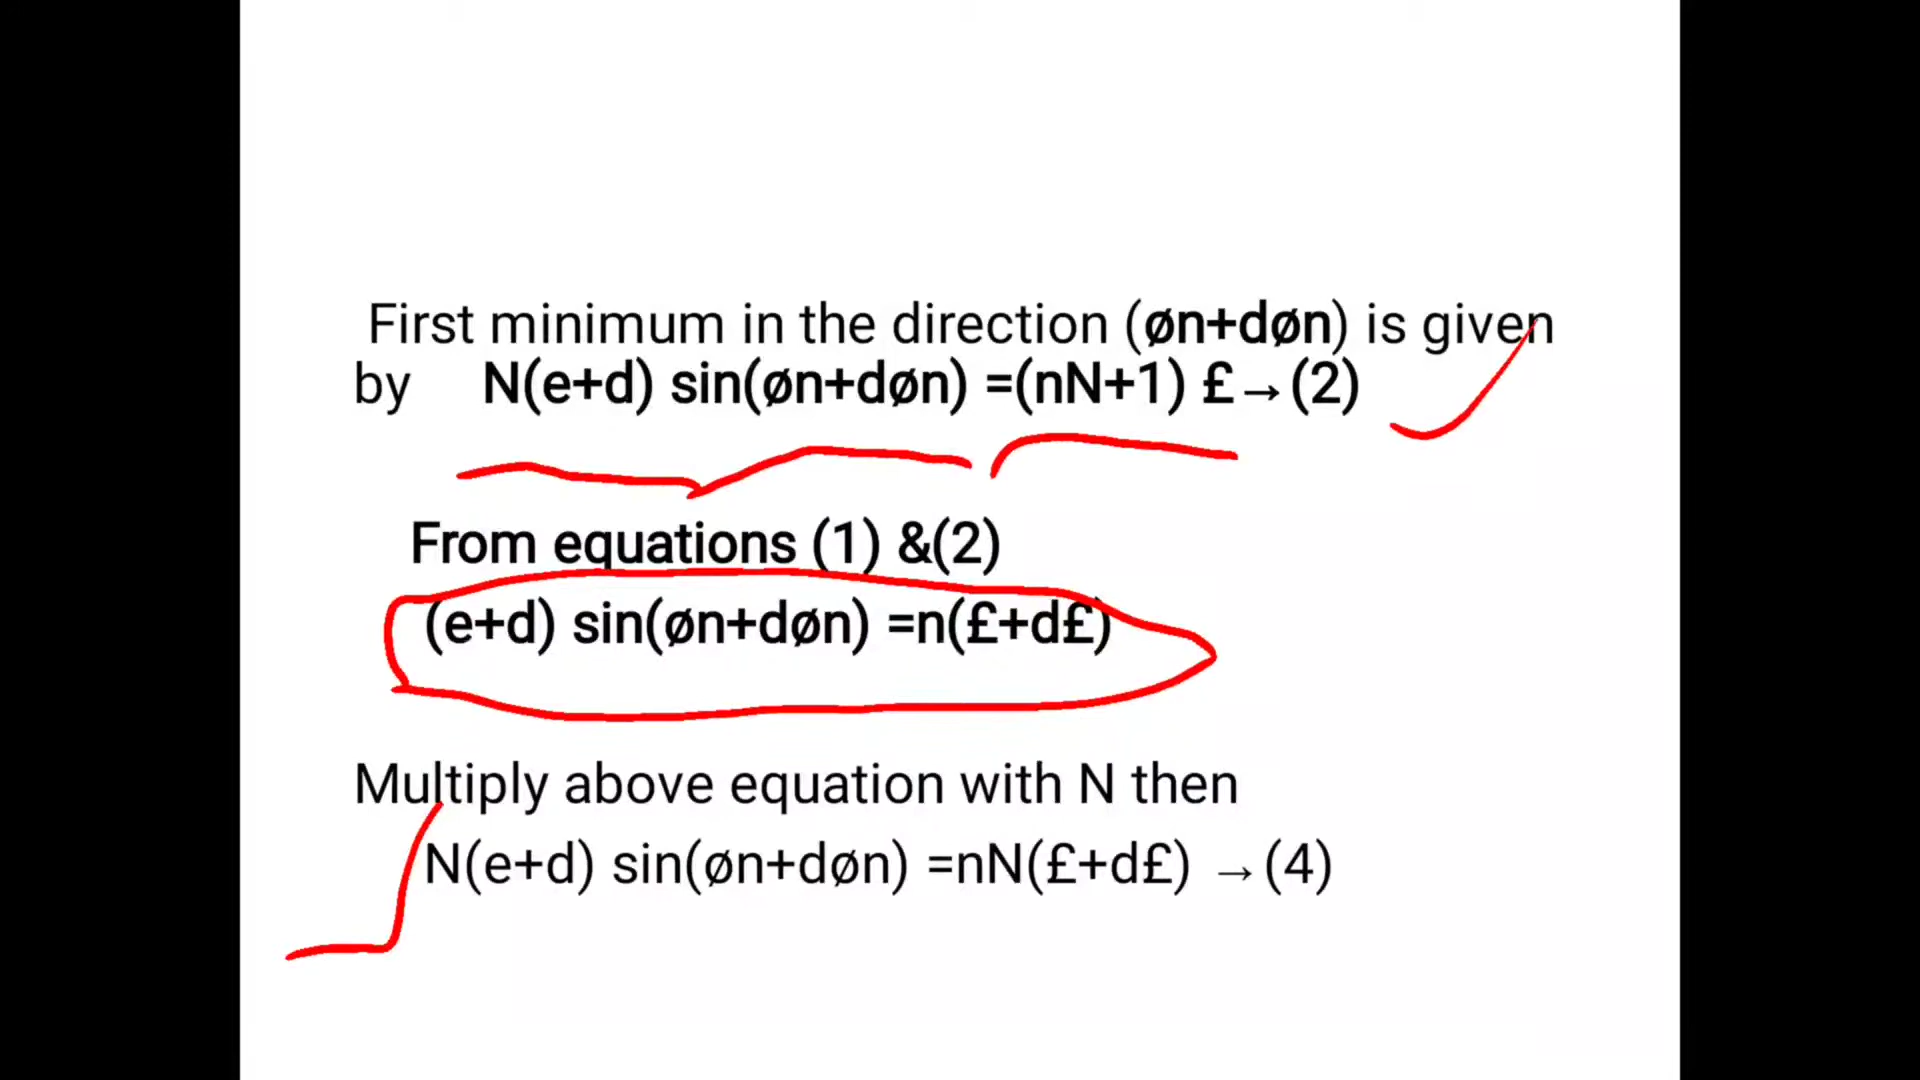 First minimum in the direction (øn+døn) is given
by N(e+d) sin(øn+døn) =(nN+1) £→(2)
From equations (1) &(2)
(e+d) sin(øn+døn) =n(£+d£)
Multiply above equation with N then
N(e+d) sin(øn+døn) =nN(£+d£) →(4)